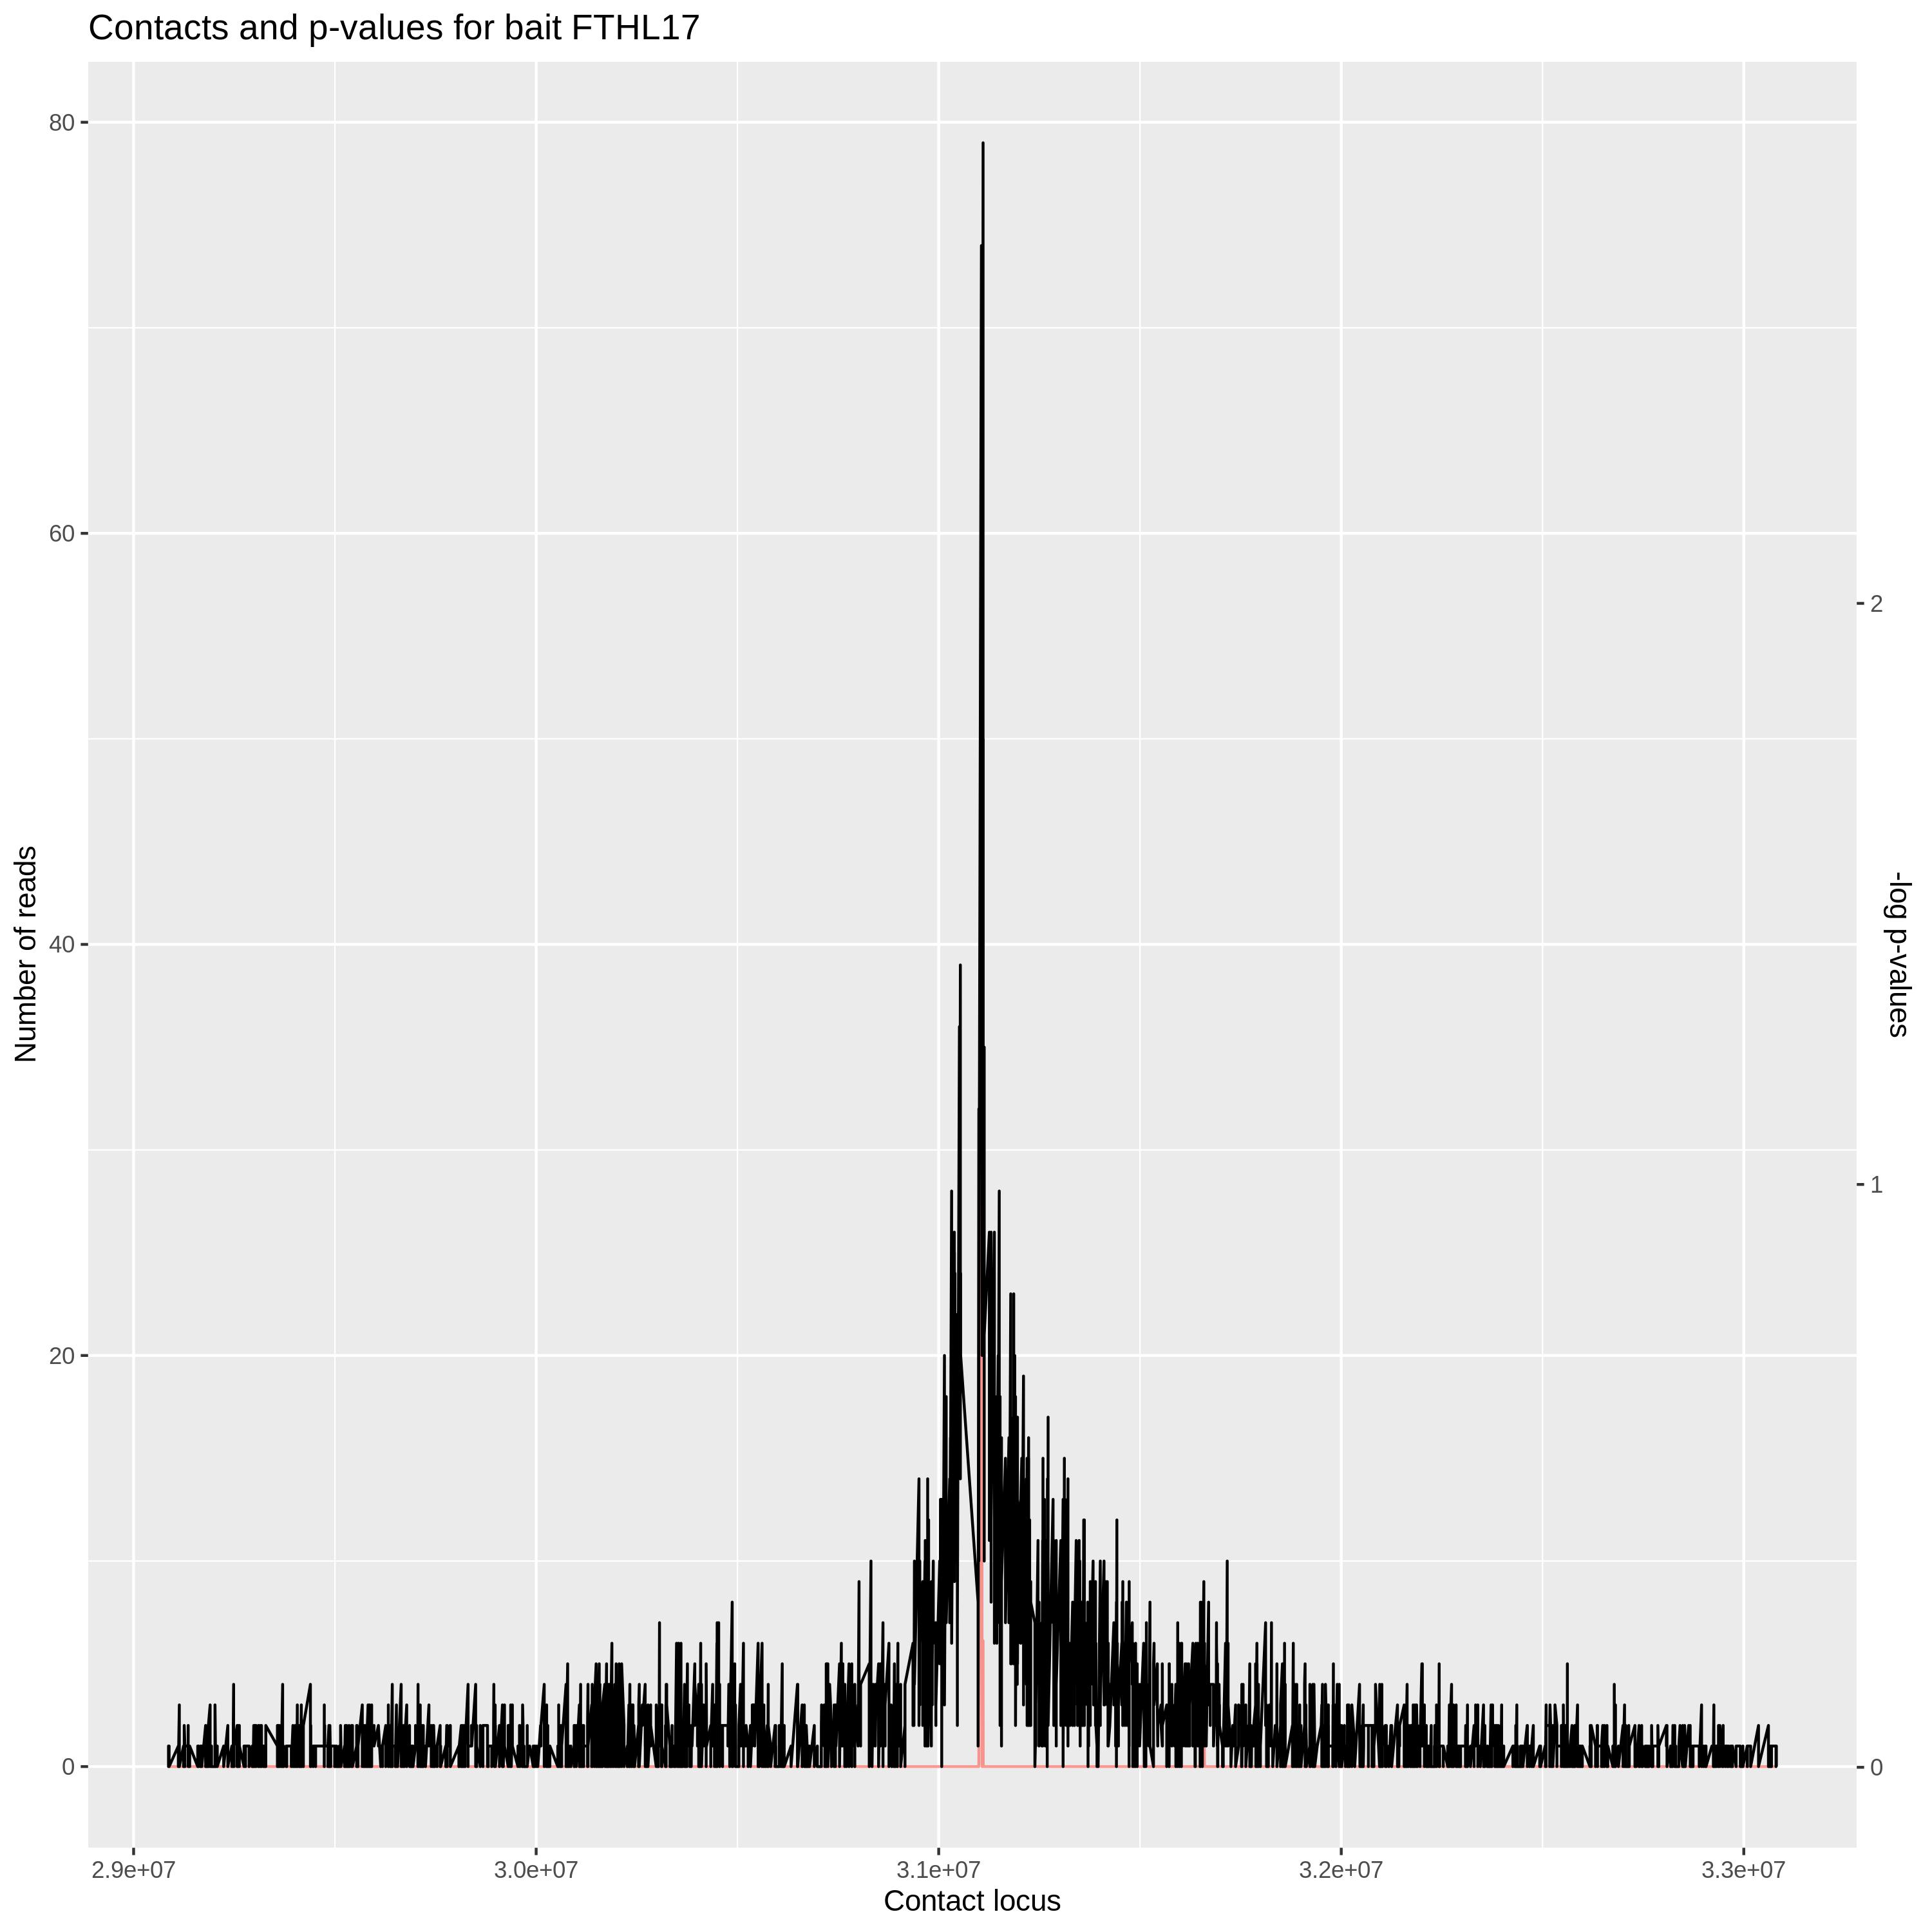 Contacts and p-values for bait FTHL17
80
60
40
20
0
Number of reads
2
1
0
-log p-values
2.9e+07
3.0e+07
3.1e+07
3.2e+07
3.3e+07
Contact locus